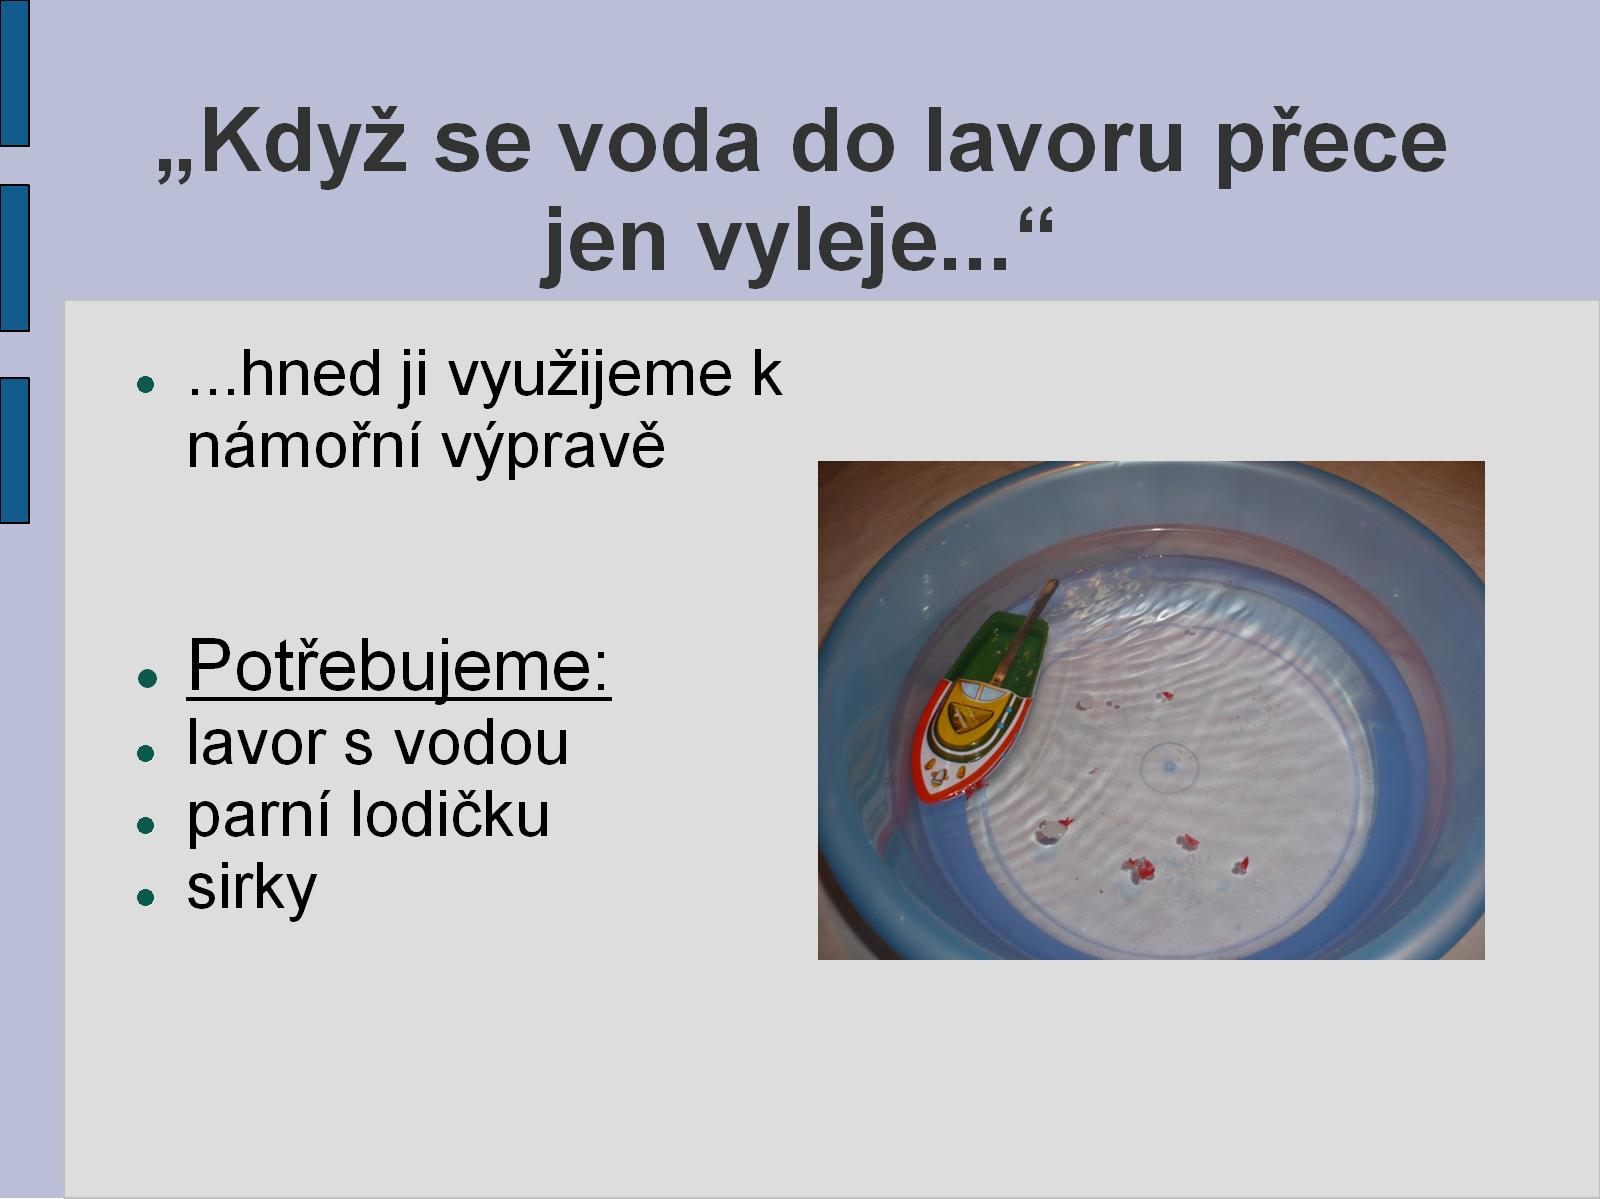 „Když se voda do lavoru přece
jen vyleje...“
...hned ji využijeme k
námořní výpravě
Potřebujeme:
lavor s vodou
parní lodičku
sirky